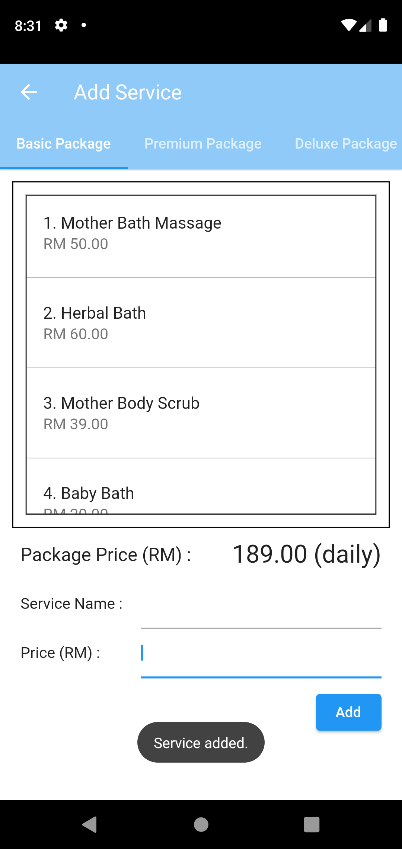 8:31
Add Service
Basic Package Premium Package Deluxe Package
1. Mother Bath Massage
RM 50.00
2. Herbal Bath
RM 60.00
3. Mother Body Scrub
RM 39.00
4. Baby Bath
Package Price (RM) : 189.00 (daily)
Service Name :
Price (RM) :
Add
Service added.